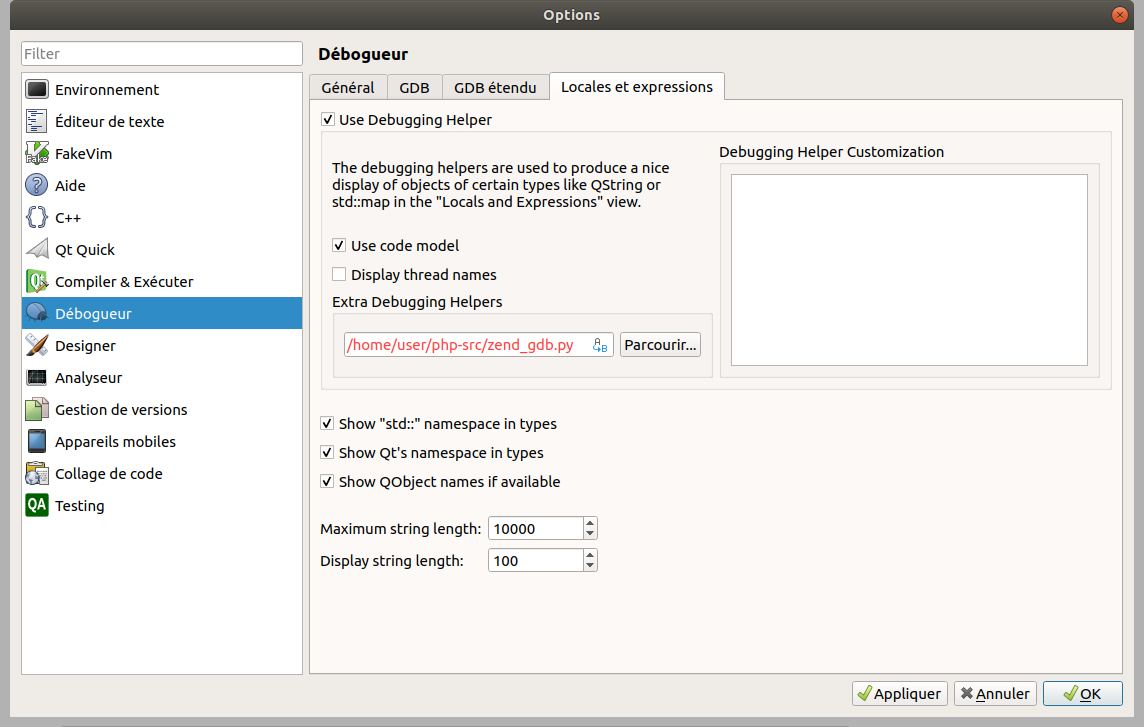 Options
Filter
Environnement
Éditeur de texte
FakeVim
Aide
C++
Qt Quick
Compiler & Exécuter
Débogueur
Designer
Analyseur
Gestion de versions
Appareils mobiles
Collage de code
QA Testing
Débogueur
Général GDB GDB étendu Locales et expressions
Use Debugging Helper
The debugging helpers are used to produce a nice
display of objects of certain types like QString or
std::map in the "Locals and Expressions" view.
Use code model
Display thread names
Extra Debugging Helpers
/home/user/php-src/zend_gdb.py Parcourir...
Debugging Helper Customization
Show "std::" namespace in types
Show Qt's namespace in types
Show QObject names if available
Maximum string length: 10000
Display string length: 100
Appliquer Annuler OK